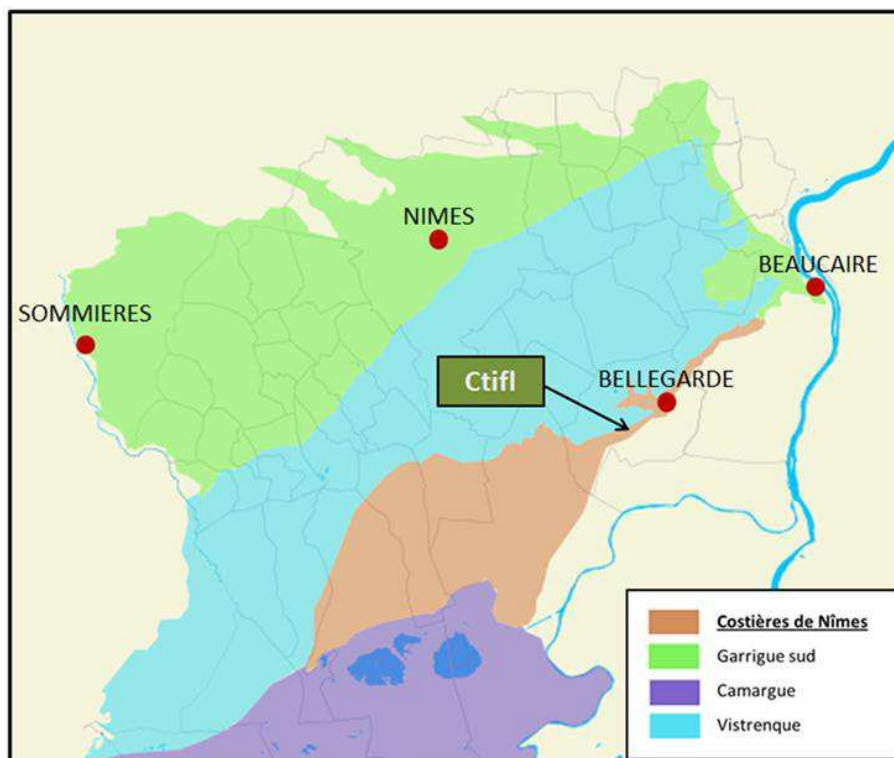 NIMES
BEAUCAIRE
SOMMIERES
Ctifl
BELLEGARDE
Costières de Nîmes
Garrigue sud
Camargue
Vistrenque